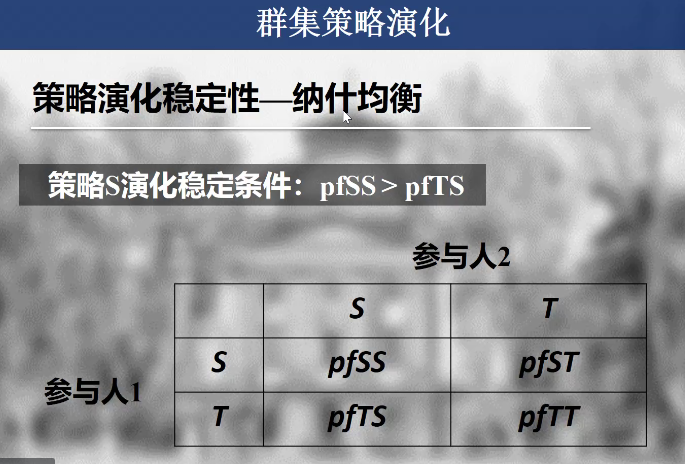 群集策略演化
策略演化稳定性—纳什均衡
策略S演化稳定条件：pfSS > pfTS
参与人2
S T
S pfSS pfST
参与人1
T pfTS pfTT